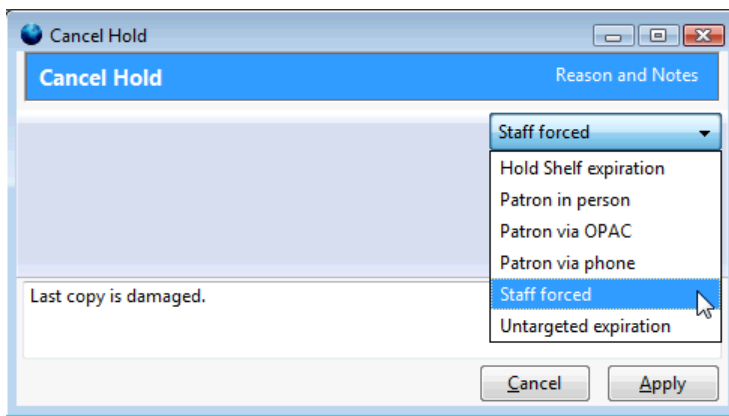 Cancel Hold
Cancel Hold Reason and Notes
Staff forced
Hold Shelf expiration
Patron in person
Patron via OPAC
Patron via phone
Staff forced
Untargeted expiration
Last copy is damaged.
Cancel Apply